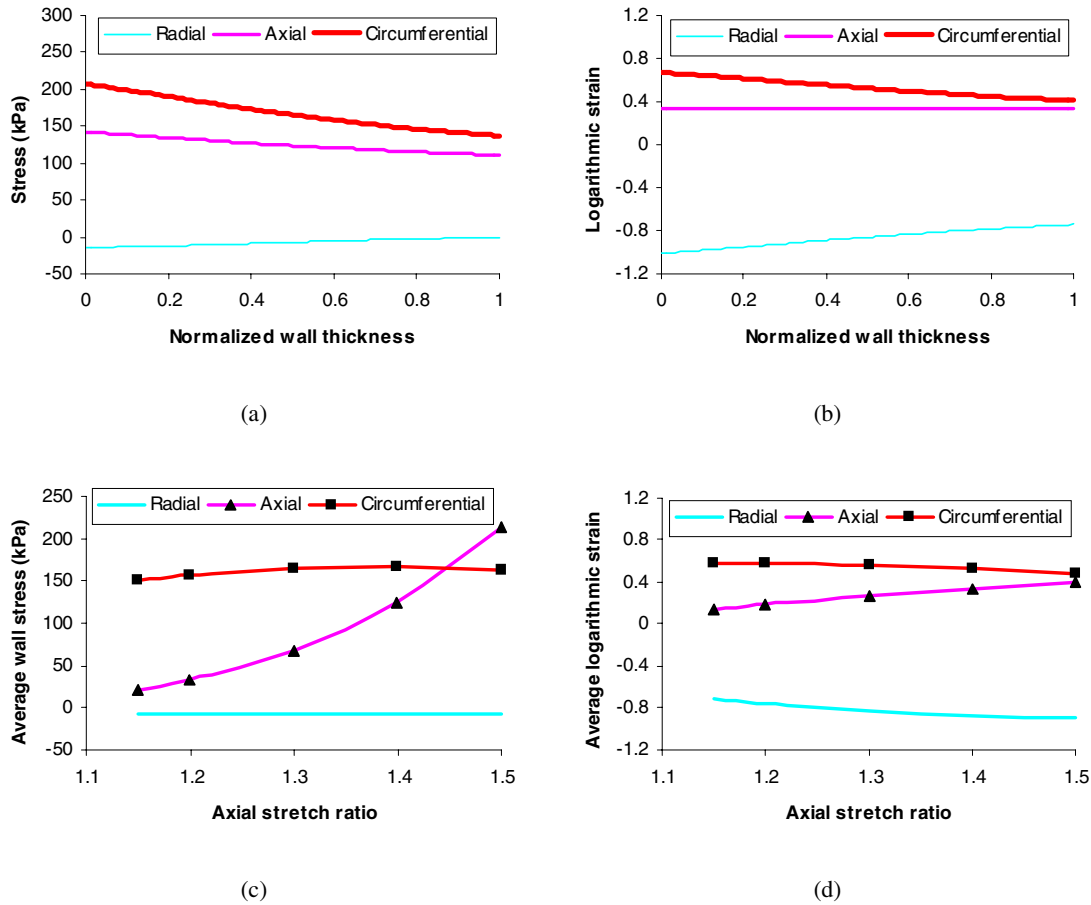 Radial Axial Circumferential
300
250
200
150
100
50
0
-50
Stress (kPa)
0 0.2 0.4 0.6 0.8 1
Normalized wall thickness
(a)
Radial Axial Circumferential
1.2
0.8
0.4
0
-0.4
-0.8
-1.2
Logarithmic strain
0 0.2 0.4 0.6 0.8 1
Normalized wall thickness
(b)
Radial Axial Circumferential
250
200
150
100
50
0
-50
Average wall stress (kPa)
1.1 1.2 1.3 1.4 1.5
Axial stretch ratio
(c)
Radial Axial Circumferential
1.2
0.8
0.4
0
-0.4
-0.8
-1.2
Average logarithmic strain
1.1 1.2 1.3 1.4 1.5
Axial stretch ratio
(d)